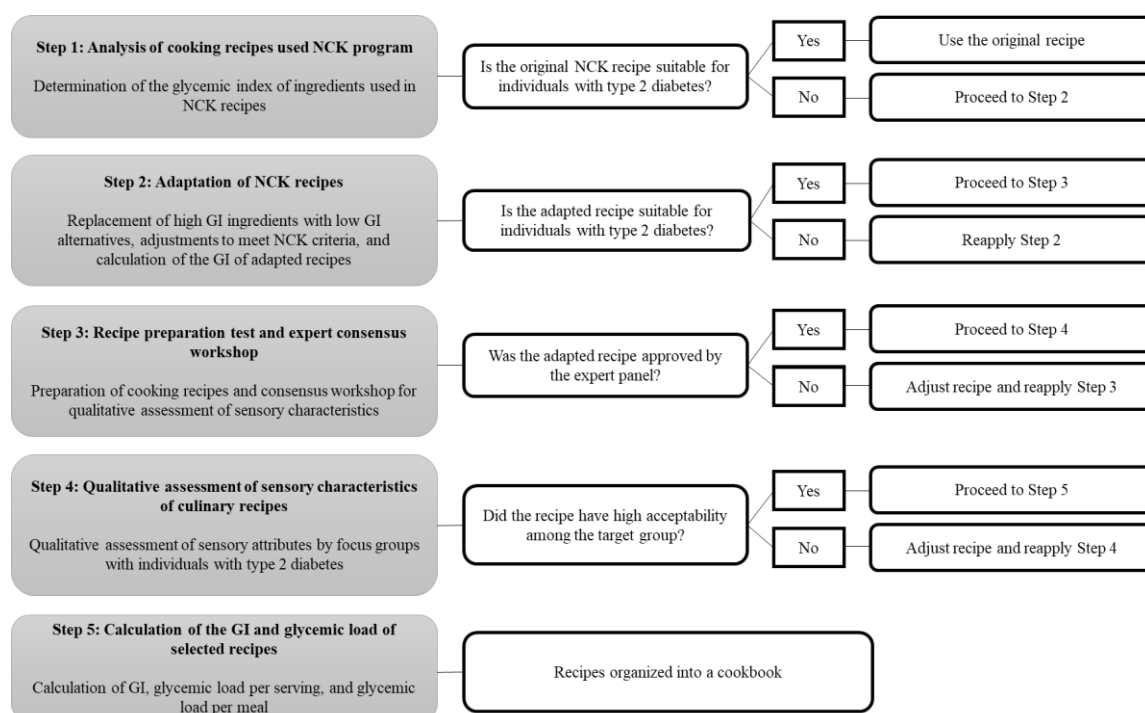 Step 1: Analysis of cooking recipes used NCK program
Determination of the glycemic index of ingredients used in
NCK recipes
Is the original NCK recipe suitable for
individuals with type 2 diabetes?
Yes
Use the original recipe
No
Proceed to Step 2
Step 2: Adaptation of NCK recipes
Replacement of high GI ingredients with low GI
alternatives, adjustments to meet NCK criteria, and
calculation of the GI of adapted recipes
Is the adapted recipe suitable for
individuals with type 2 diabetes?
Yes
Proceed to Step 3
No
Reapply Step 2
Step 3: Recipe preparation test and expert consensus
workshop
Preparation of cooking recipes and consensus workshop for
qualitative assessment of sensory characteristics
Was the adapted recipe approved by
the expert panel?
Yes
Proceed to Step 4
No
Adjust recipe and reapply Step 3
Step 4: Qualitative assessment of sensory characteristics
of culinary recipes
Qualitative assessment of sensory attributes by focus groups
with individuals with type 2 diabetes
Did the recipe have high acceptability
among the target group?
Yes
Proceed to Step 5
No
Adjust recipe and reapply Step 4
Step 5: Calculation of the GI and glycemic load of
selected recipes
Calculation of GI, glycemic load per serving, and glycemic
load per meal
Recipes organized into a cookbook